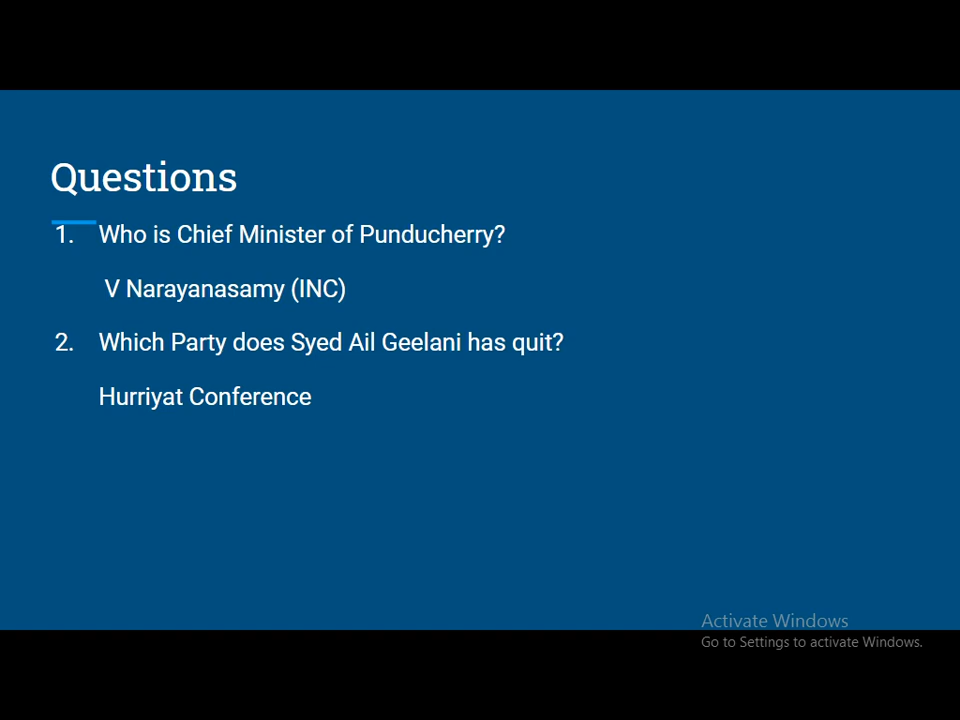 Questions
1. Who is Chief Minister of Punducherry?
V Narayanasamy (INC)
2. Which Party does Syed Ail Geelani has quit?
Hurriyat Conference
Activate Windows
Go to Settings to activate Windows.